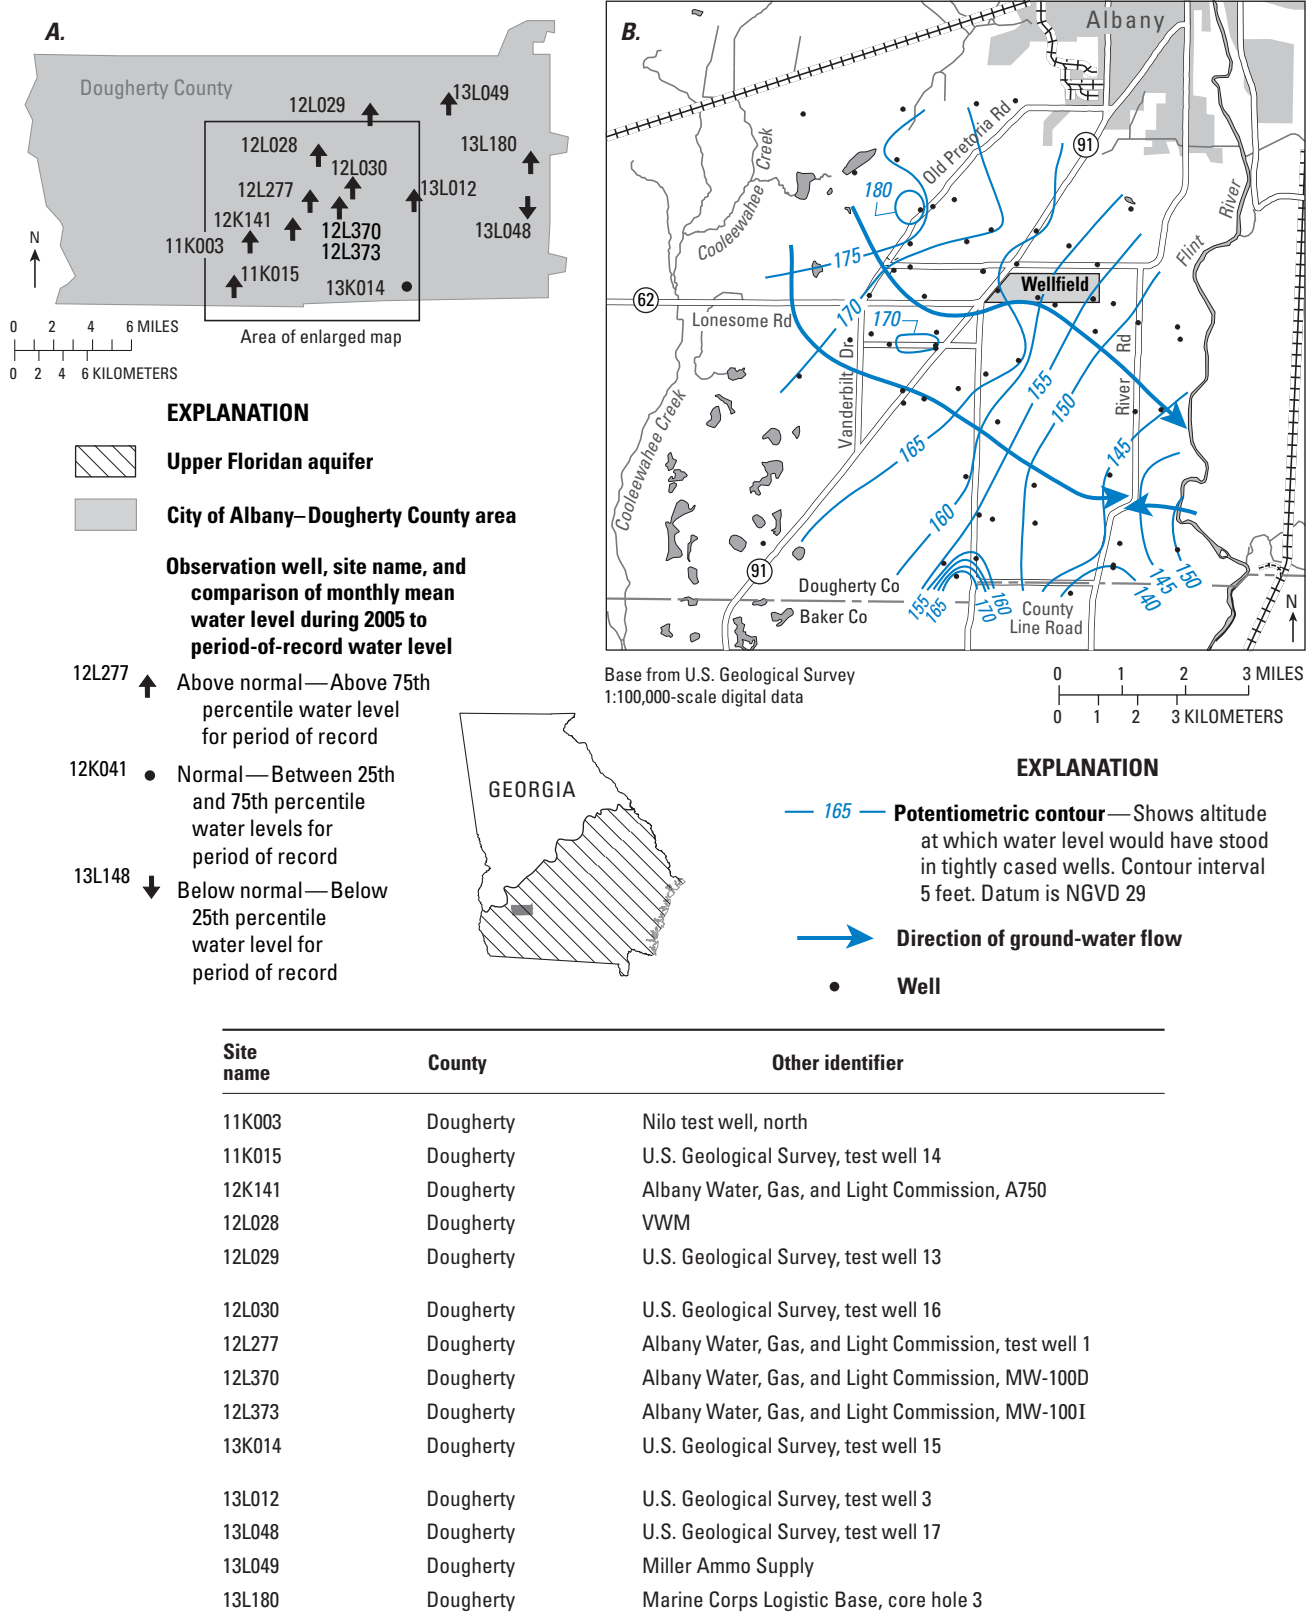 A.
Dougherty County
12L029
13L049
12L028
13L180
12L030
12L277
13L012
12K141
12L370
12L373
13L048
11K003
11K015
13K014
N
0 2 4 6 MILES
0 2 4 6 KILOMETERS
Area of enlarged map
EXPLANATION
Upper Floridan aquifer
City of Albany–Dougherty County area
Observation well, site name, and
comparison of monthly mean
water level during 2005 to
period-of-record water level
12L277
Above normal—Above 75th
percentile water level
for period of record
12K041
Normal—Between 25th
and 75th percentile
water levels for
period of record
13L148
Below normal—Below
25th percentile
water level for
period of record
GEORGIA
B.
Albany
Old Pretoria Rd
91
Cooleewahee
Creek
180
River
Flint
175
Wellfield
62
Lonesome Rd
170
170
Vanderbilt Dr
River Rd
155
150
Cooleewahee Creek
165
145
160
91
Dougherty Co
Baker Co
155
165
160
170
County
Line Road
140
145
150
N
Base from U.S. Geological Survey
1:100,000-scale digital data
0 1 2 3 MILES
0 1 2 3 KILOMETERS
EXPLANATION
165 Potentiometric contour—Shows altitude
at which water level would have stood
in tightly cased wells. Contour interval
5 feet. Datum is NGVD 29
Direction of ground-water flow
Well
Site
name County Other identifier
11K003 Dougherty Nilo test well, north
11K015 Dougherty U.S. Geological Survey, test well 14
12K141 Dougherty Albany Water, Gas, and Light Commission, A750
12L028 Dougherty VWM
12L029 Dougherty U.S. Geological Survey, test well 13
12L030 Dougherty U.S. Geological Survey, test well 16
12L277 Dougherty Albany Water, Gas, and Light Commission, test well 1
12L370 Dougherty Albany Water, Gas, and Light Commission, MW-100D
12L373 Dougherty Albany Water, Gas, and Light Commission, MW-100I
13K014 Dougherty U.S. Geological Survey, test well 15
13L012 Dougherty U.S. Geological Survey, test well 3
13L048 Dougherty U.S. Geological Survey, test well 17
13L049 Dougherty Miller Ammo Supply
13L180 Dougherty Marine Corps Logistic Base, core hole 3